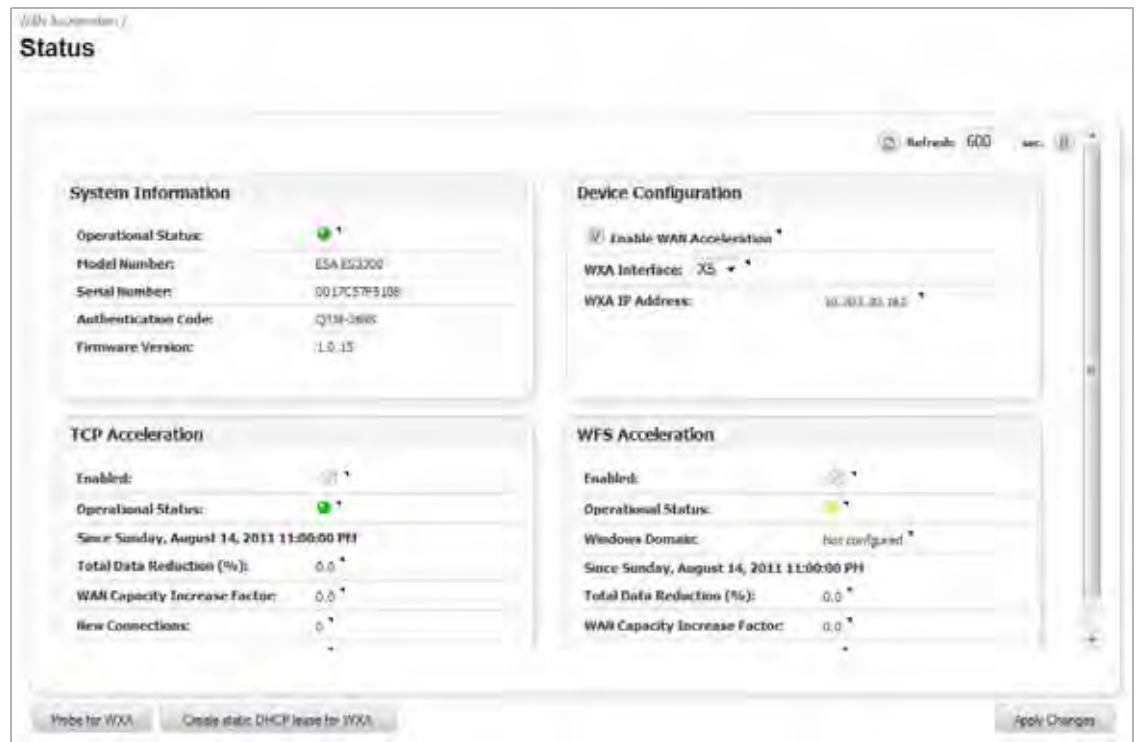 WAN Acceleration /
Status
Refresh: 600 sec.
System Information
Operational Status:
Model Number:
Serial Number:
Authentication Code:
Firmware Version: 1.0.15
Device Configuration
Enable WAN Acceleration
WXA Interface: X5
WXA IP Address:
TCP Acceleration
Enabled:
Operational Status:
Since Sunday, August 14, 2011 11:00:00 PM
Total Data Reduction (%): 0.0
WAN Capacity Increase Factor: 0.0
New Connections: 0
WFS Acceleration
Enabled:
Operational Status:
Windows Domain: Not configured
Since Sunday, August 14, 2011 11:00:00 PM
Total Data Reduction (%): 0.0
WAN Capacity Increase Factor: 0.0
Probe for WXA
Create static DHCP lease for WXA
Apply Changes